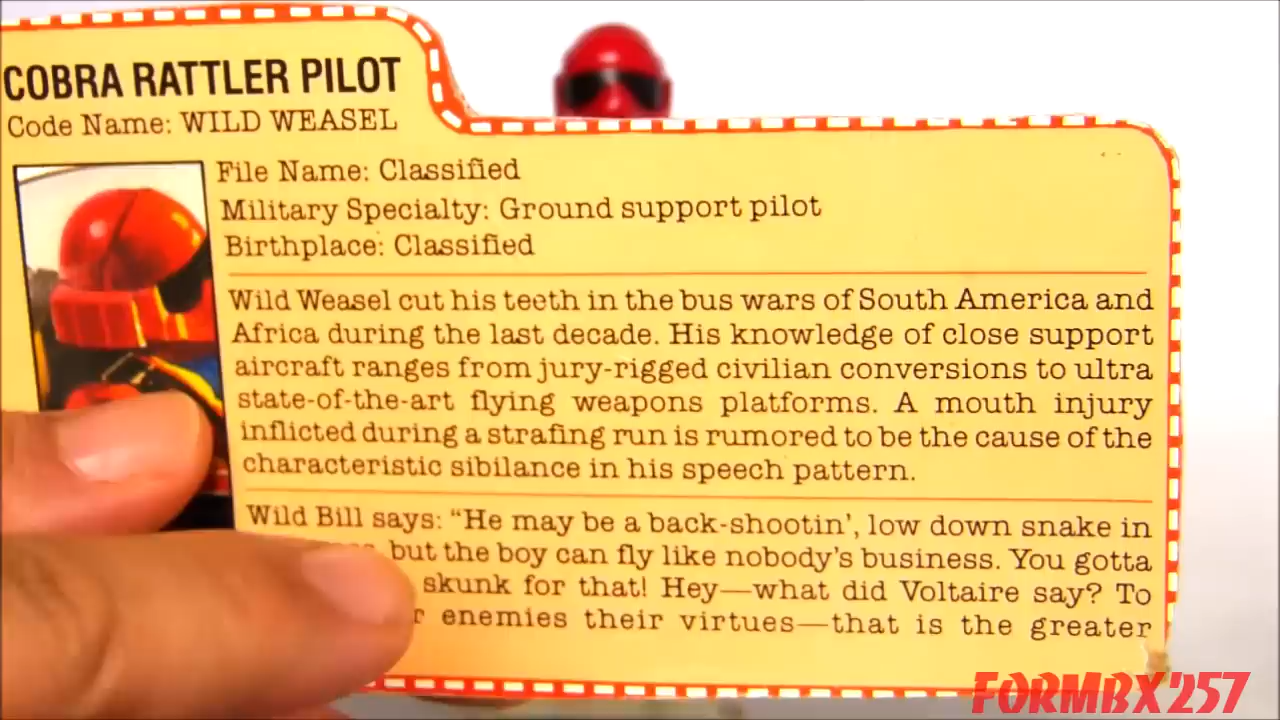 COBRA RATTLER PILOT
Code Name: WILD WEASEL
File Name: Classified
Military Specialty: Ground support pilot
Birthplace: Classified
Wild Weasel cut his teeth in the bus wars of South America and
Africa during the last decade. His knowledge of close support
aircraft ranges from jury-rigged civilian conversions to ultra
state-of-the-art flying weapons platforms. A mouth injury
inflicted during a strafing run is rumored to be the cause of the
characteristic sibilance in his speech pattern.
Wild Bill says: "He may be a back-shootin', low down snake in
but the boy can fly like nobody's business. You gotta
skunk for that! Hey—what did Voltaire say? To
enemies their virtues—that is the greater
FORMBX257